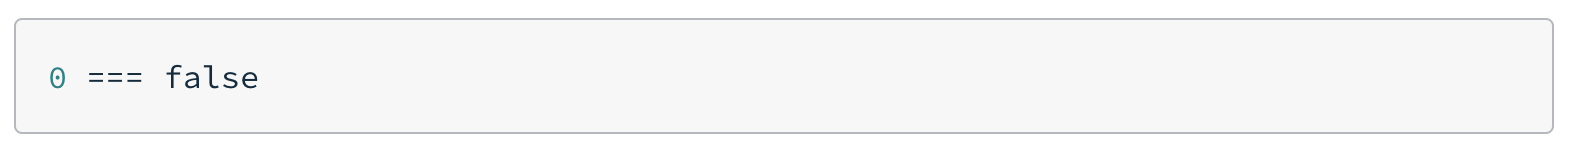 0 === false